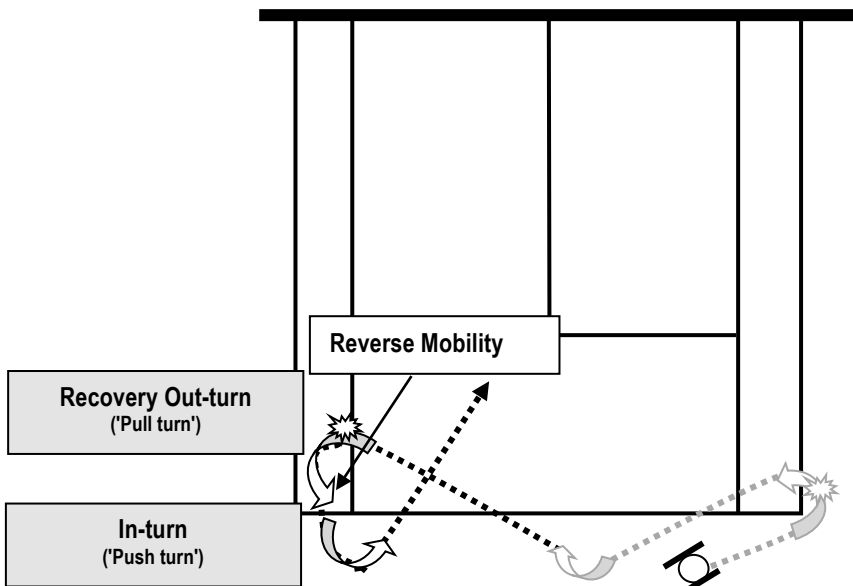 Reverse Mobility
Recovery Out-turn
('Pull turn')
In-turn
('Push turn')